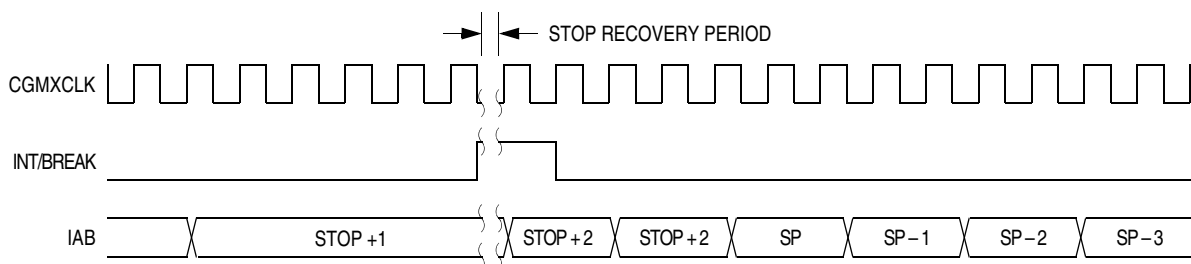 STOP RECOVERY PERIOD
CGMXCLK
INT/BREAK
IAB STOP +1 STOP + 2 STOP + 2 SP SP – 1 SP – 2 SP – 3